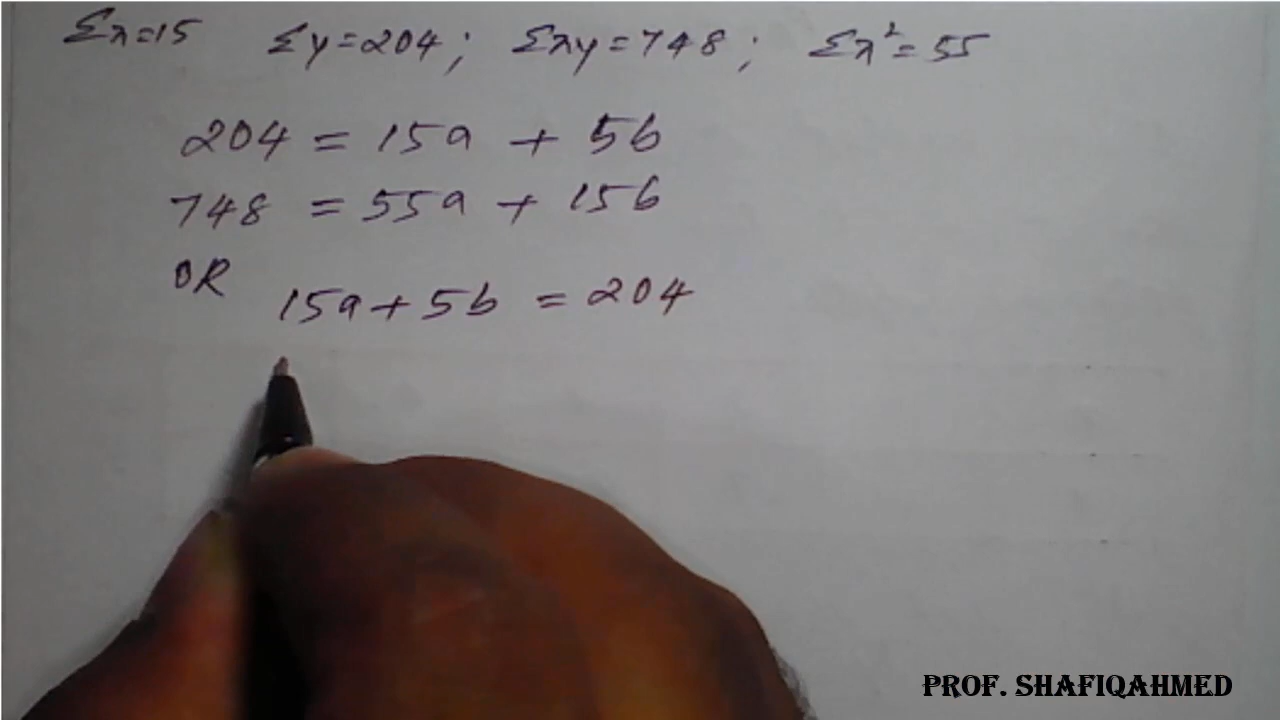 Σx=15 Σy=204; Σxy=748; Σx²=55
204 = 15a + 5b
748 = 55a + 15b
OR
15a+5b = 204
PROF. SHAFIQAHMED